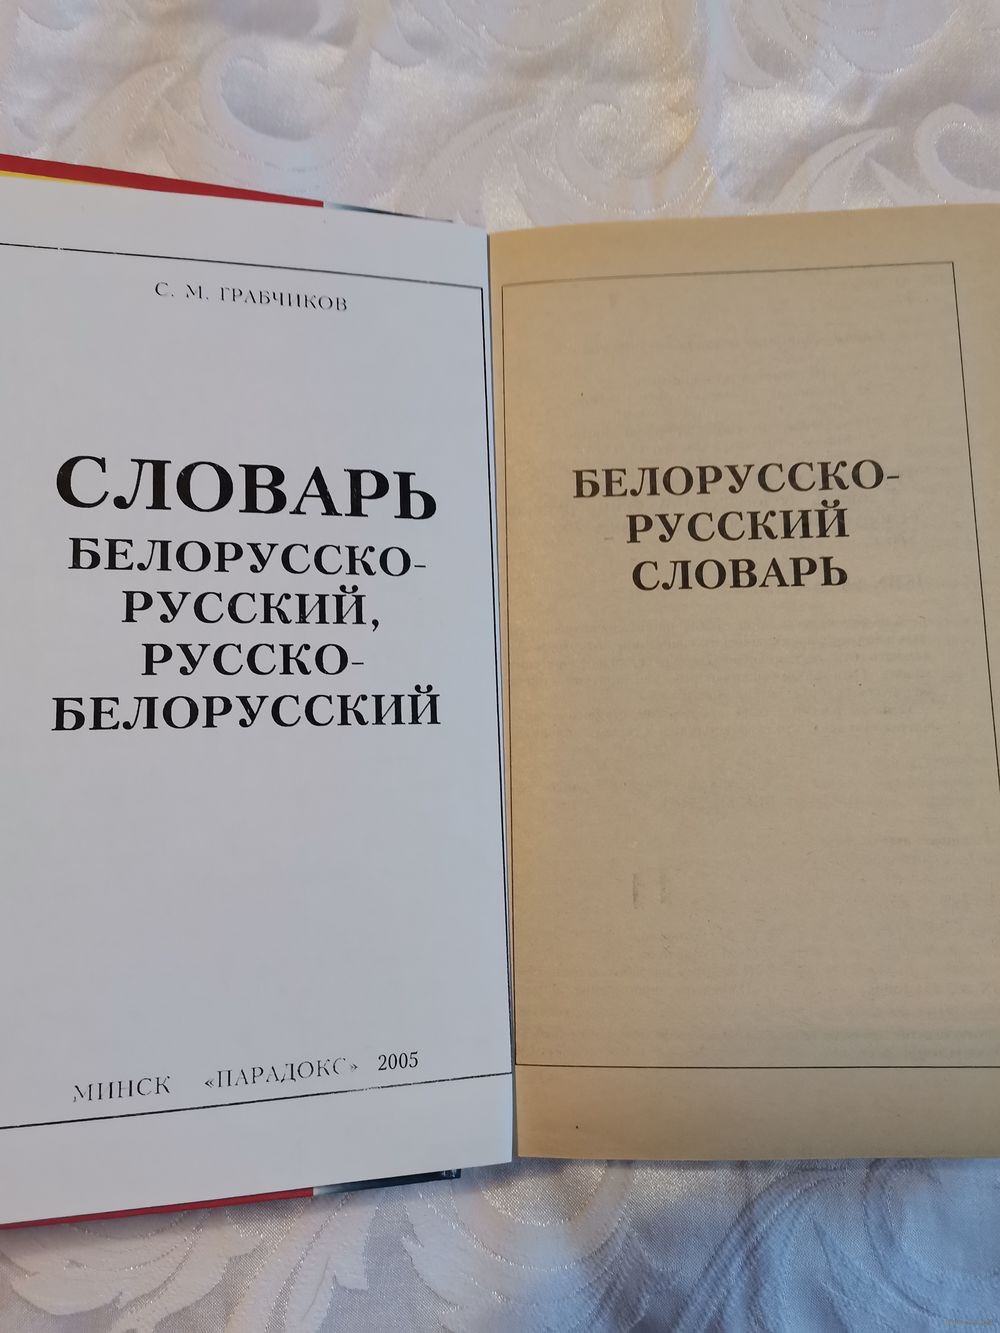 С. М. ГРАБЧИКОВ
СЛОВАРЬ
БЕЛОРУССКО-
РУССКИЙ,
РУССКО-
БЕЛОРУССКИЙ
МИНСК «ПАРАДОКС» 2005
БЕЛОРУССКО-
РУССКИЙ
СЛОВАРЬ